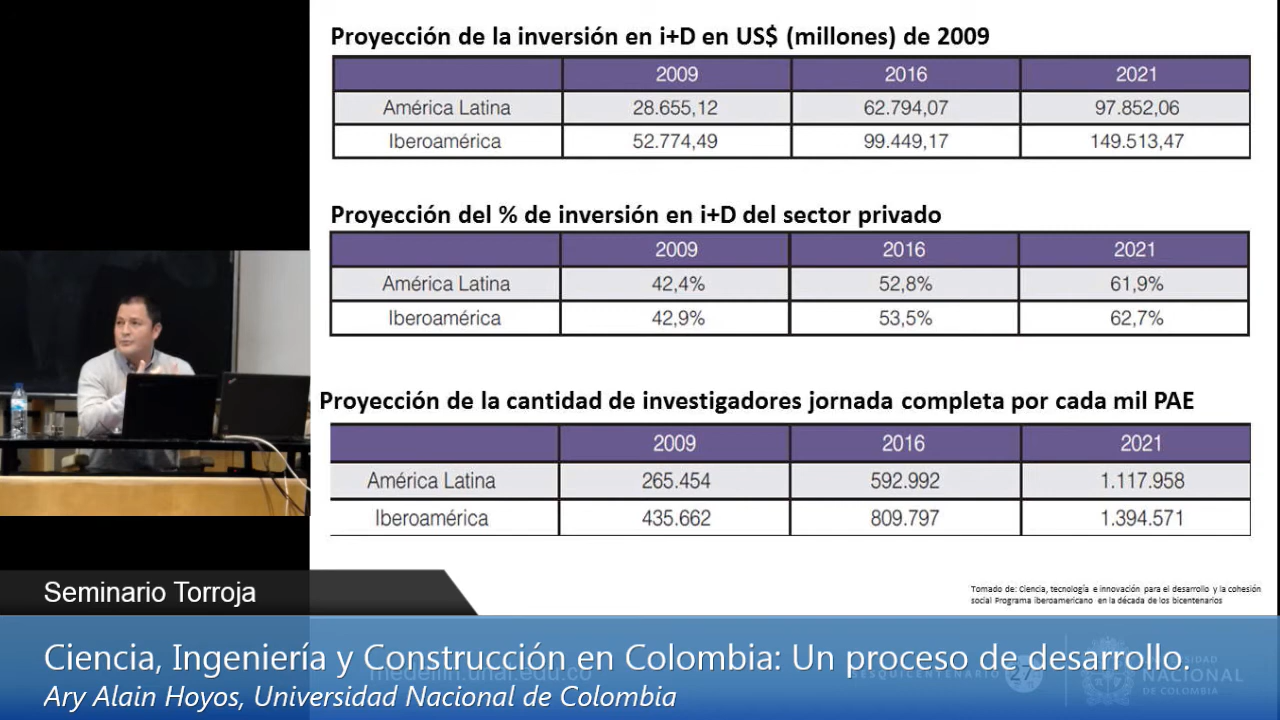 Proyección de la inversión en i+D en US$ (millones) de 2009
2009 2016 2021
América Latina 28.655,12 62.794,07 97.852,06
Iberoamérica 52.774,49 99.449,17 149.513,47
Proyección del % de inversión en i+D del sector privado
2009 2016 2021
América Latina 42,4% 52,8% 61,9%
Iberoamérica 42,9% 53,5% 62,7%
Proyección de la cantidad de investigadores jornada completa por cada mil PAE
2009 2016 2021
América Latina 265.454 592.992 1.117.958
Iberoamérica 435.662 809.797 1.394.571
Tomado de: Ciencia, tecnología e innovación para el desarrollo y la cohesión
social Programa iberoamericano en la década de los bicentenarios
Seminario Torroja
Ciencia, Ingeniería y Construcción en Colombia: Un proceso de desarrollo.
medellin.unal.edu.co
SESQUICENTENARIO
27
UNIVERSIDAD
NACIONAL
DE COLOMBIA
Ary Alain Hoyos, Universidad Nacional de Colombia